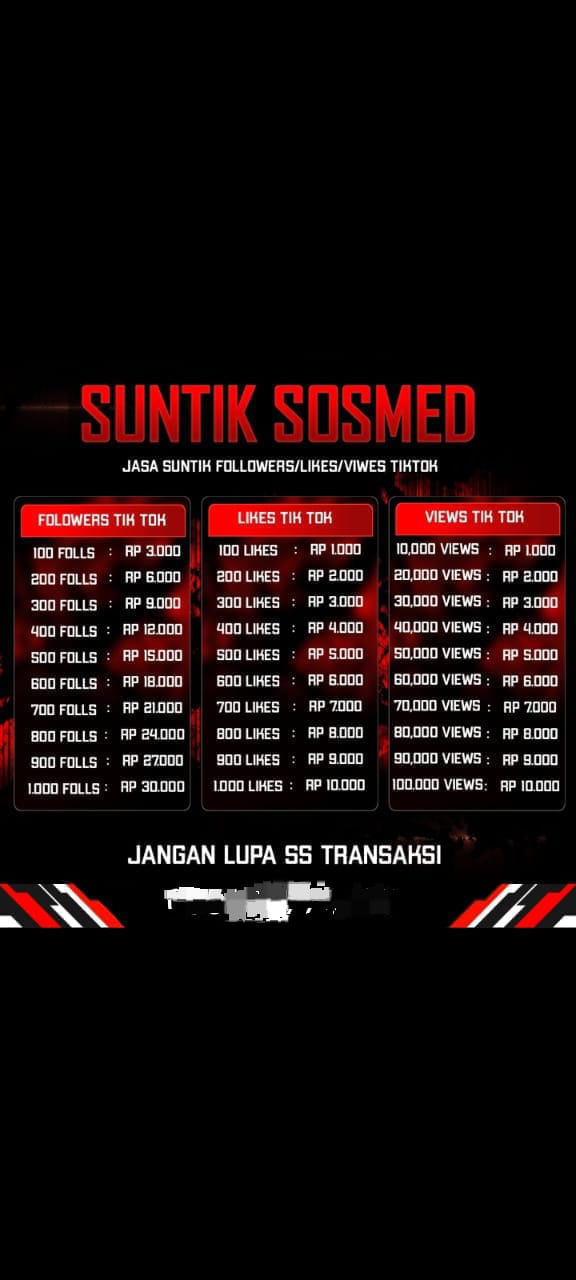 SUNTIK SOSMED
JASA SUNTIK FOLLOWERS/LIKES/VIWES TIKTOK
FOLOWERS TIK TOK
100 FOLLS : RP 3.000
200 FOLLS : RP 6.000
300 FOLLS : RP 9.000
400 FOLLS : RP 12.000
500 FOLLS : RP 15.000
600 FOLLS : RP 18.000
700 FOLLS : RP 21.000
800 FOLLS : RP 24.000
900 FOLLS : RP 27.000
1.000 FOLLS : RP 30.000
LIKES TIK TOK
100 LIKES : RP 1.000
200 LIKES : RP 2.000
300 LIKES : RP 3.000
400 LIKES : RP 4.000
500 LIKES : RP 5.000
600 LIKES : RP 6.000
700 LIKES : RP 7.000
800 LIKES : RP 8.000
900 LIKES : RP 9.000
1.000 LIKES : RP 10.000
VIEWS TIK TOK
10,000 VIEWS : RP 1.000
20,000 VIEWS : RP 2.000
30,000 VIEWS : RP 3.000
40,000 VIEWS : RP 4.000
50,000 VIEWS : RP 5.000
60,000 VIEWS : RP 6.000
70,000 VIEWS : RP 7.000
80,000 VIEWS : RP 8.000
90,000 VIEWS : RP 9.000
100.000 VIEWS: RP 10.000
JANGAN LUPA SS TRANSAKSI